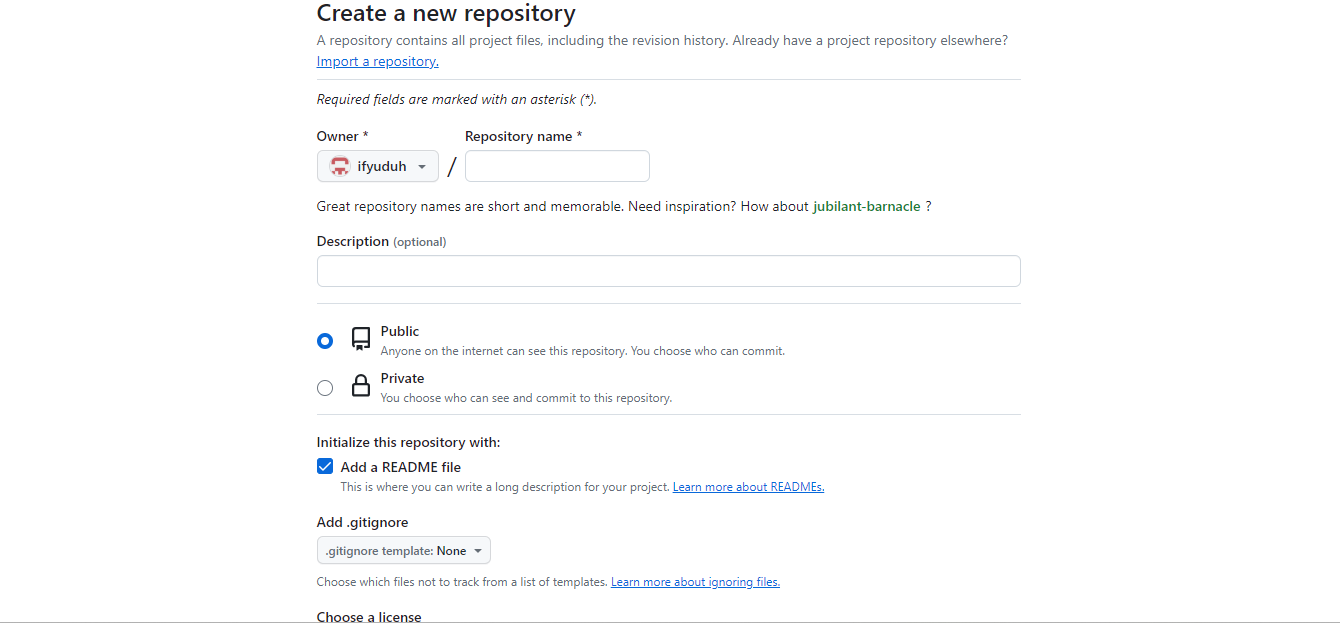 Create a new repository
A repository contains all project files, including the revision history. Already have a project repository elsewhere?
Import a repository.
Required fields are marked with an asterisk (*).
Owner * Repository name *
ifyuduh /
Great repository names are short and memorable. Need inspiration? How about jubilant-barnacle ?
Description (optional)
Public
Anyone on the internet can see this repository. You choose who can commit.
Private
You choose who can see and commit to this repository.
Initialize this repository with:
Add a README file
This is where you can write a long description for your project. Learn more about READMEs.
Add .gitignore
.gitignore template: None
Choose which files not to track from a list of templates. Learn more about ignoring files.
Choose a license